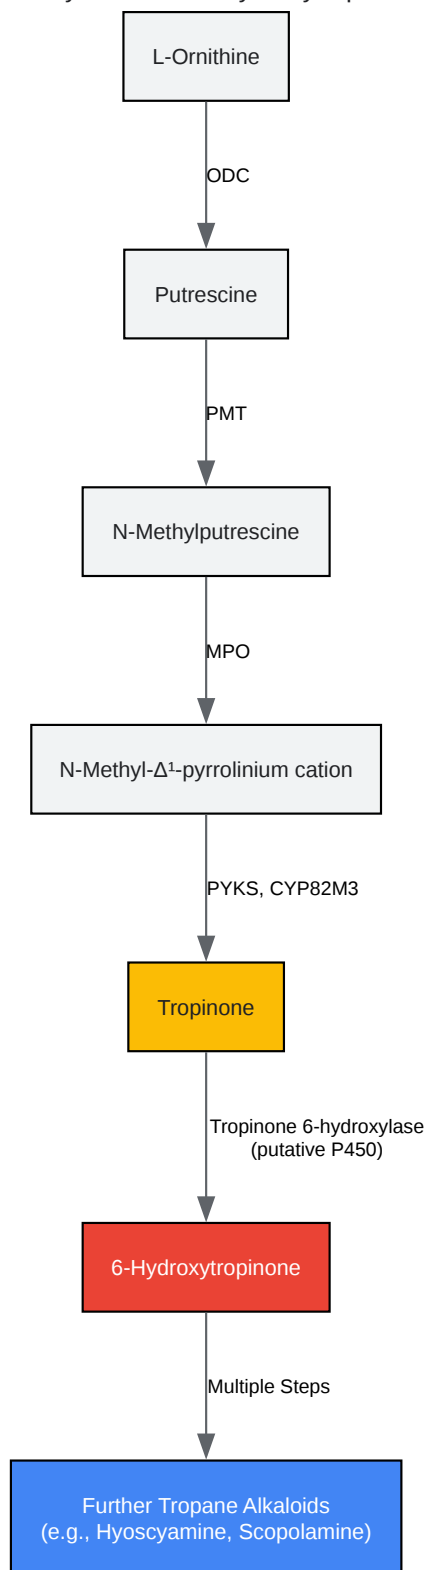 L-Ornithine
ODC
Putrescine
PMT
N-Methylputrescine
MPO
N-Methyl-Δ¹-pyrrolinium cation
PYKS, CYP82M3
Tropinone
Tropinone 6-hydroxylase
(putative P450)
6-Hydroxytropinone
Multiple Steps
Further Tropane Alkaloids
(e.g., Hyoscyamine, Scopolamine)